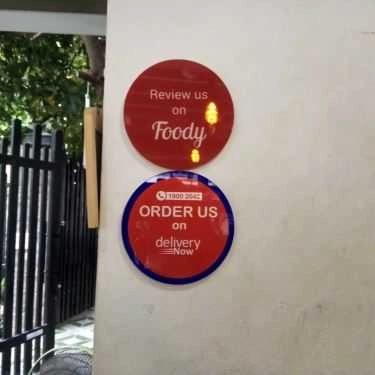 Review us
on
Foody
1900 2042
ORDER US
on
delivery
Now